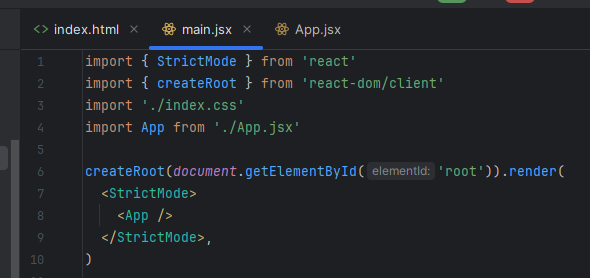 index.html main.jsx App.jsx
1 import { StrictMode } from 'react'
2 import { createRoot } from 'react-dom/client'
3 import './index.css'
4 import App from './App.jsx'
5
6 createRoot(document.getElementById( elementId: 'root')).render(
7 <StrictMode>
8 <App />
9 </StrictMode>,
10 )